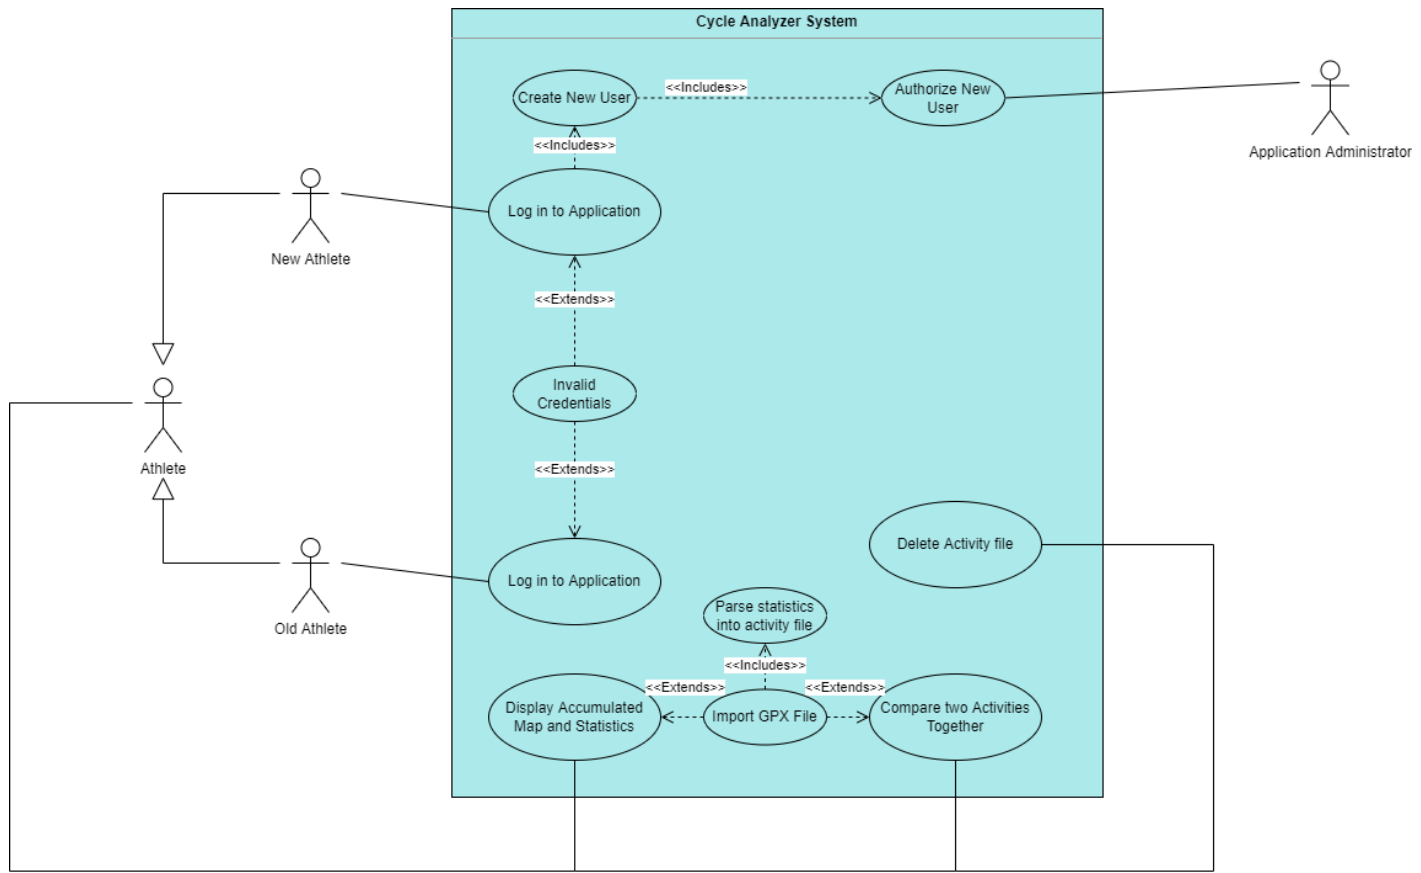 Cycle Analyzer System
Create New User
<<Includes>>
Authorize New
User
Application Administrator
<<Includes>>
Log in to Application
New Athlete
<<Extends>>
Invalid
Credentials
Athlete
<<Extends>>
Delete Activity file
Log in to Application
Old Athlete
Parse statistics
into activity file
<<Includes>>
<<Extends>>
<<Extends>>
Display Accumulated
Map and Statistics
Import GPX File
Compare two Activities
Together